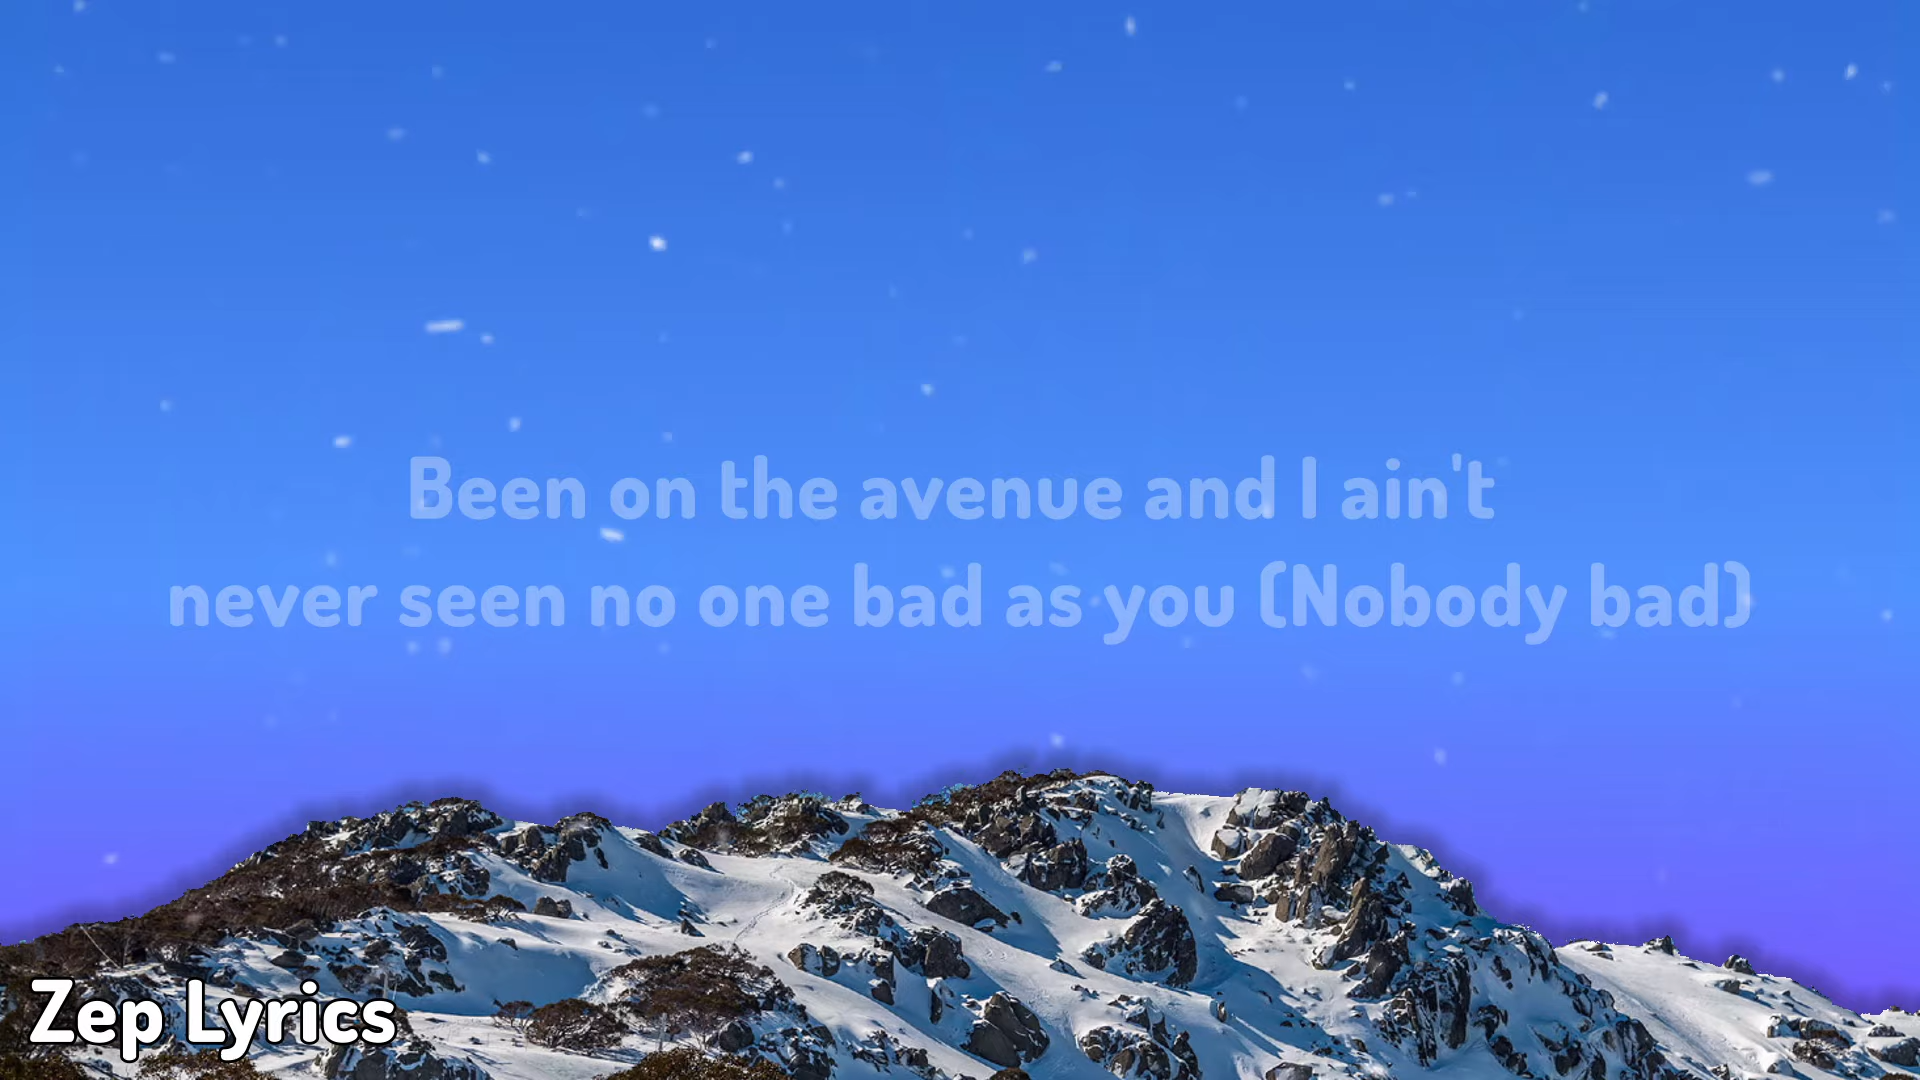 Been on the avenue and I ain't
never seen no one bad as you (Nobody bad)
Zep Lyrics